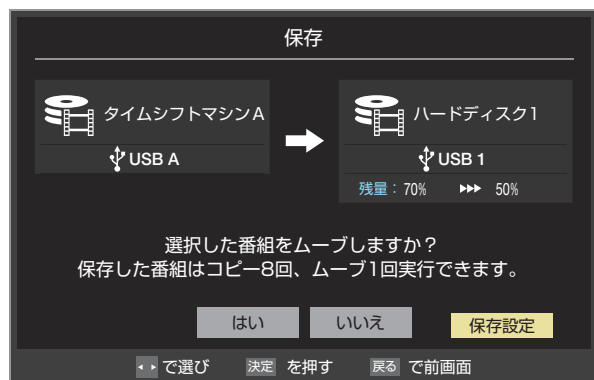 保存
タイムシフトマシンA
ハードディスク1
USB A
USB 1
残量：70% ▶▶▶ 50%
選択した番組をムーブしますか？
保存した番組はコピー8回、ムーブ1回実行できます。
はい
いいえ
保存設定
で選び 決定 を押す 戻る で前画面